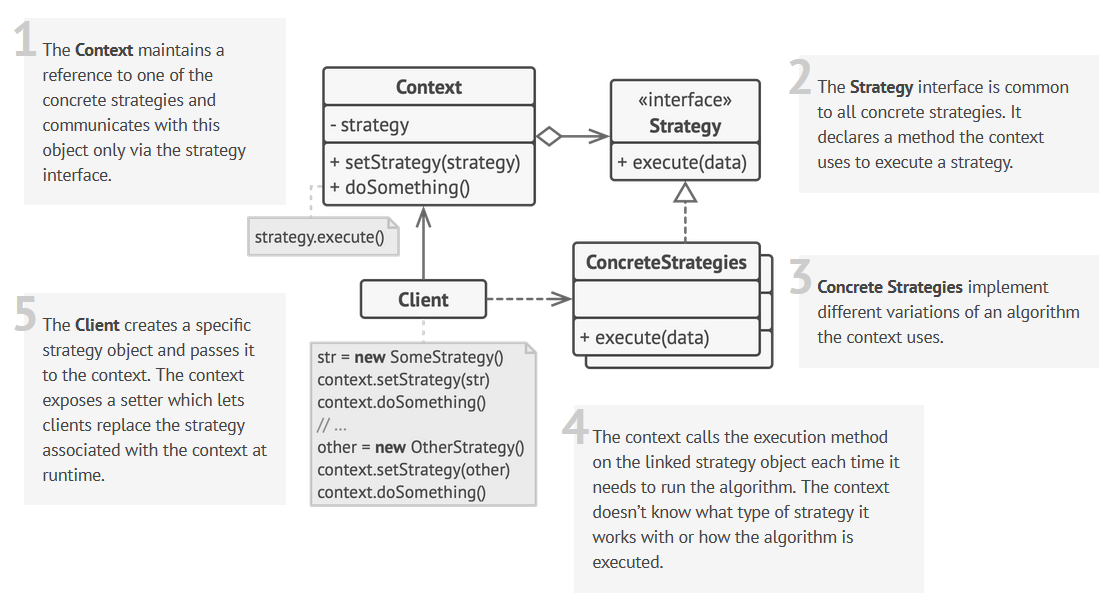 1
The Context maintains a
reference to one of the
concrete strategies and
communicates with this
object only via the strategy
interface.
Context
- strategy
+ setStrategy(strategy)
+ doSomething()
strategy.execute()
«interface»
Strategy
+ execute(data)
2
The Strategy interface is common
to all concrete strategies. It
declares a method the context
uses to execute a strategy.
ConcreteStrategies
+ execute(data)
3
Concrete Strategies implement
different variations of an algorithm
the context uses.
Client
str = new SomeStrategy()
context.setStrategy(str)
context.doSomething()
// ...
other = new OtherStrategy()
context.setStrategy(other)
context.doSomething()
4
The context calls the execution method
on the linked strategy object each time it
needs to run the algorithm. The context
doesn’t know what type of strategy it
works with or how the algorithm is
executed.
5
The Client creates a specific
strategy object and passes it
to the context. The context
exposes a setter which lets
clients replace the strategy
associated with the context at
runtime.